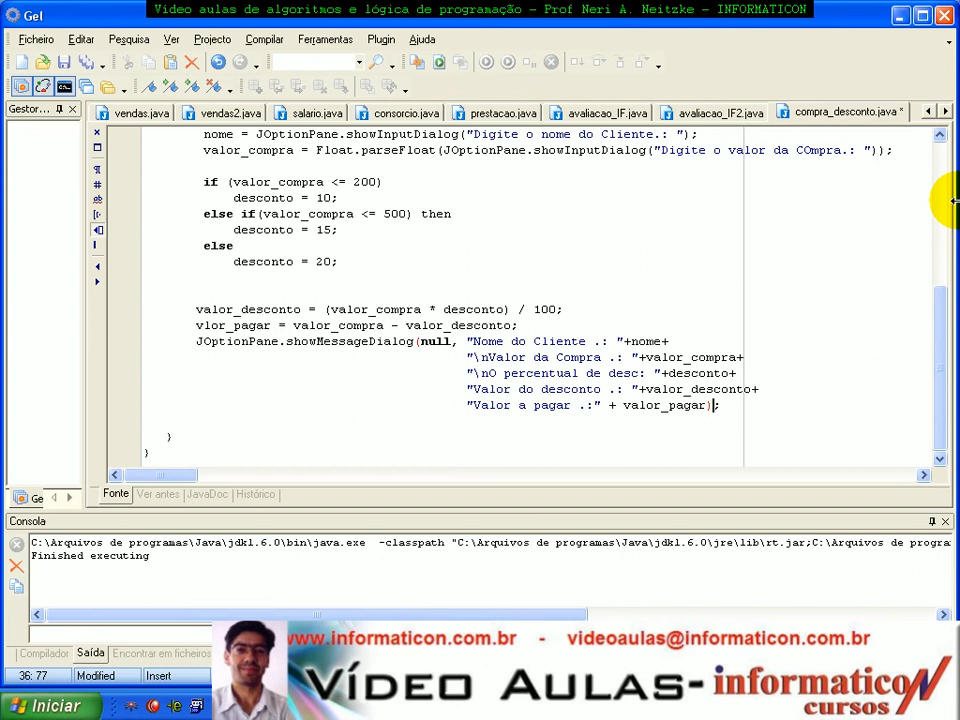 Vídeo aulas de algoritmos e lógica de programação – Prof Neri A. Neitzke – INFORMATICON
Gel
Ficheiro Editar Pesquisa Ver Projecto Compilar Ferramentas Plugin Ajuda
Gestor...
vendas.java vendas2.java salario.java consorcio.java prestacao.java avaliacao_IF.java avaliacao_IF2.java compra_desconto.java *
nome = JOptionPane.showInputDialog("Digite o nome do Cliente.: ");
valor_compra = Float.parseFloat(JOptionPane.showInputDialog("Digite o valor da COmpra.: "));
if (valor_compra <= 200)
desconto = 10;
else if(valor_compra <= 500) then
desconto = 15;
else
desconto = 20;
valor_desconto = (valor_compra * desconto) / 100;
vlor_pagar = valor_compra - valor_desconto;
JOptionPane.showMessageDialog(null, "Nome do Cliente .: "+nome+
"\nValor da Compra .: "+valor_compra+
"\nO percentual de desc: "+desconto+
"Valor do desconto .: "+valor_desconto+
"Valor a pagar .:" + valor_pagar);
}
}
Ge
Fonte Ver antes JavaDoc Histórico
Consola
C:\Arquivos de programas\Java\jdk1.6.0\bin\java.exe -classpath "C:\Arquivos de programas\Java\jdk1.6.0\jre\lib\rt.jar;C:\Arquivos de progra
Finished executing
Compilador Saída Encontrar em ficheiros
36: 77 Modified Insert
www.informaticon.com.br - videoaulas@informaticon.com.br
Vídeo Aulas- informaticon
cursos
Iniciar